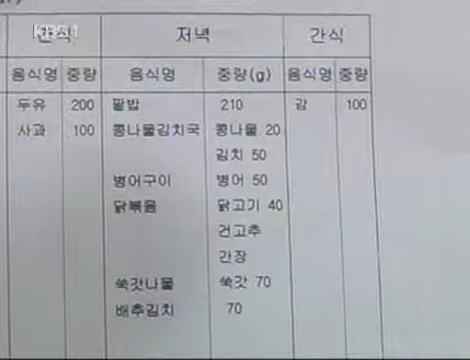 간식 저녁 간식
음식명 중량 음식명 중량(g) 음식명 중량
두유 200 팥밥 210 감 100
사과 100 콩나물김치국 콩나물 20
김치 50
병어구이 병어 50
닭볶음 닭고기 40
건고추
간장
쑥갓나물 쑥갓 70
배추김치 70